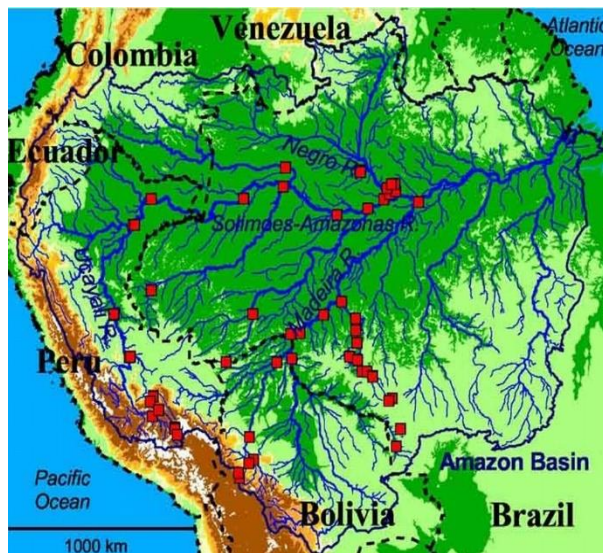 Venezuela
Atlantic
Ocean
Colombia
Ecuador
Negro R.
Solimões-Amazonas R.
Ucayali R.
Madeira R.
Peru
Amazon Basin
Pacific
Ocean
Bolivia
Brazil
1000 km